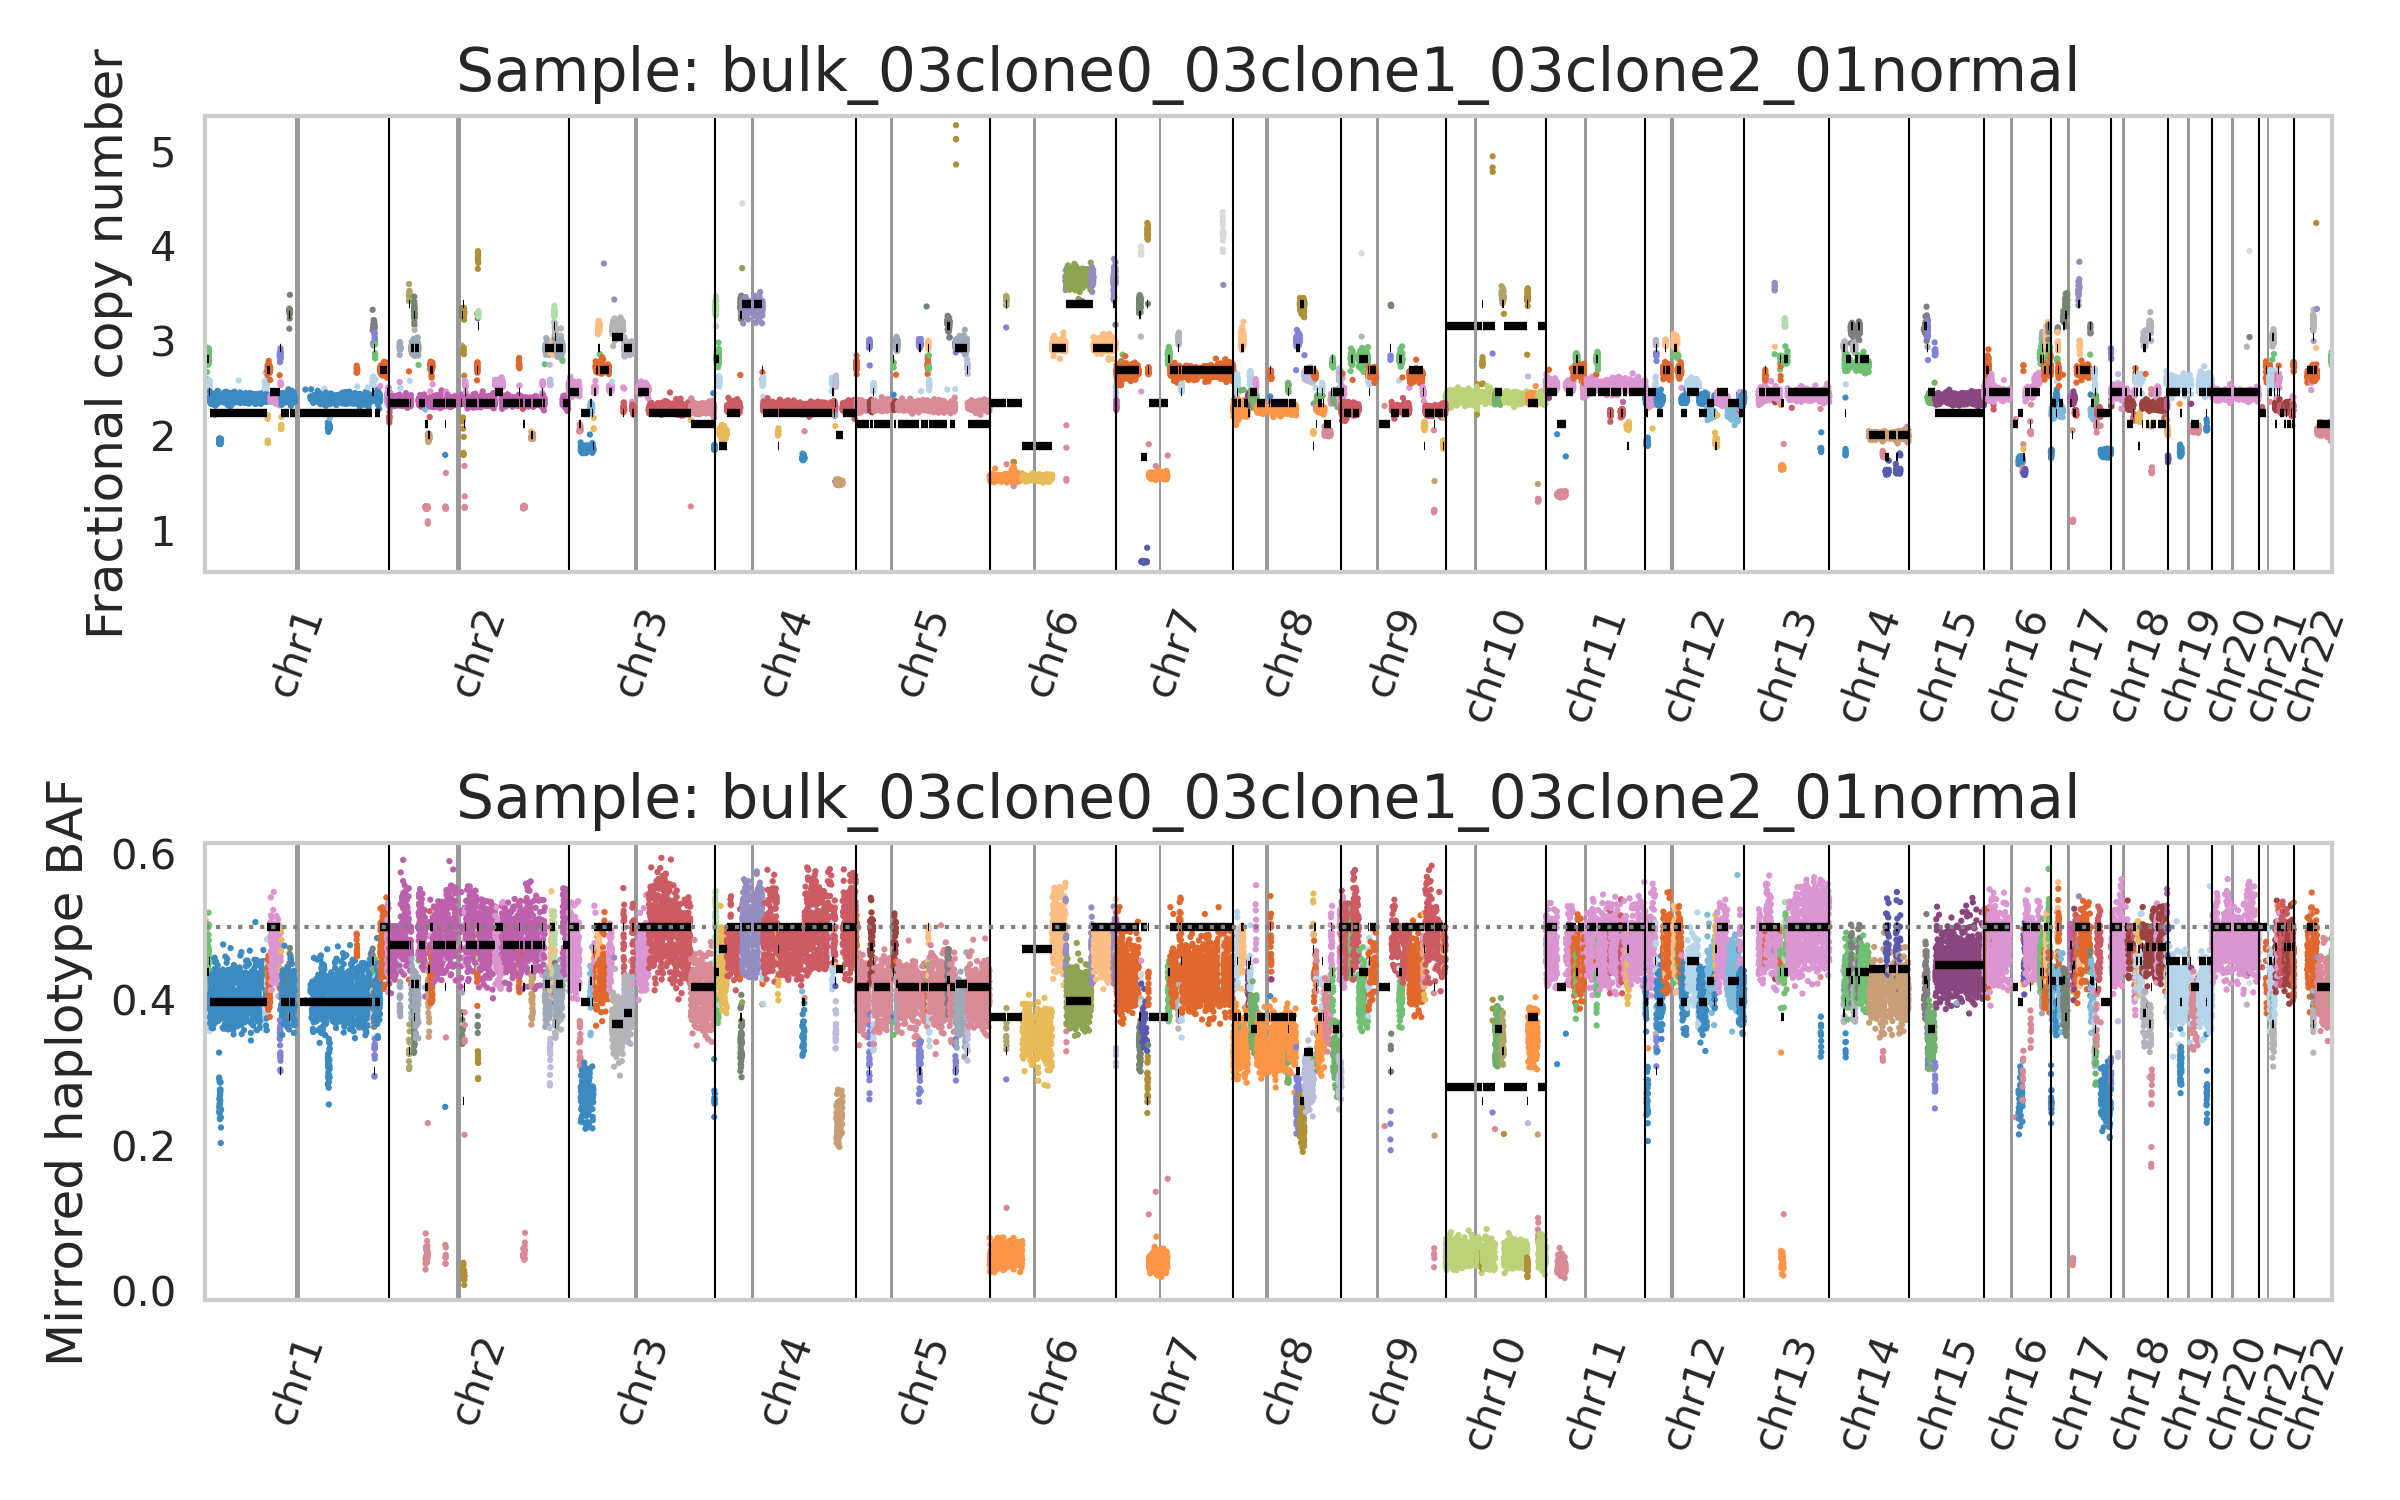 Sample: bulk_03clone0_03clone1_03clone2_01normal
Fractional copy number
5
4
3
2
1
chr1
chr2
chr3
chr4
chr5
chr6
chr7
chr8
chr9
chr10
chr11
chr12
chr13
chr14
chr15
chr16
chr17
chr18
chr19
chr20
chr21
chr22
Sample: bulk_03clone0_03clone1_03clone2_01normal
Mirrored haplotype BAF
0.6
0.4
0.2
0.0
chr1
chr2
chr3
chr4
chr5
chr6
chr7
chr8
chr9
chr10
chr11
chr12
chr13
chr14
chr15
chr16
chr17
chr18
chr19
chr20
chr21
chr22